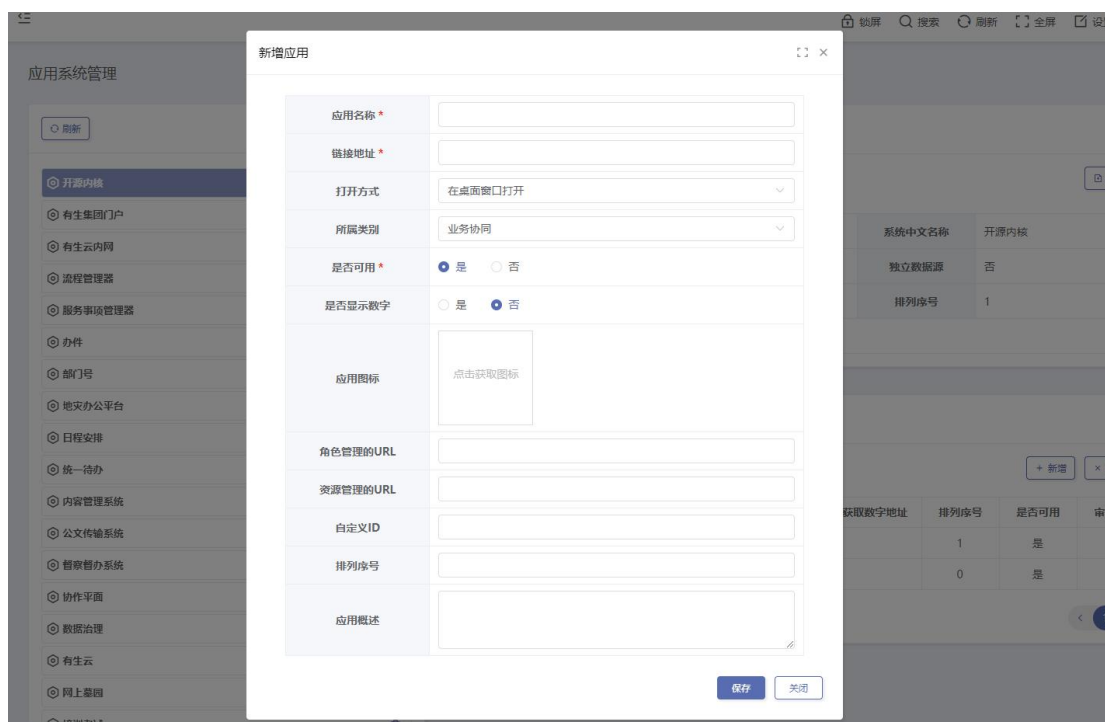 锁屏 搜索 刷新 全屏
应用系统管理
刷新
开源内核
有生集团门户
有生云内网
流程管理器
服务事项管理器
办件
部门号
地灾办公平台
日程安排
统一待办
内容管理系统
公文传输系统
督察督办系统
协作平面
数据治理
有生云
网上墓园
新增应用
应用名称 *
链接地址 *
打开方式 在桌面窗口打开
所属类别 业务协同
是否可用 * 是 否
是否显示数字 是 否
应用图标 点击获取图标
角色管理的URL
资源管理的URL
自定义ID
排列序号
应用概述
保存 关闭
系统中文名称 开源内核
独立数据源 否
排列序号 1
+ 新增
获取数字地址 排列序号 是否可用
1 是
0 是